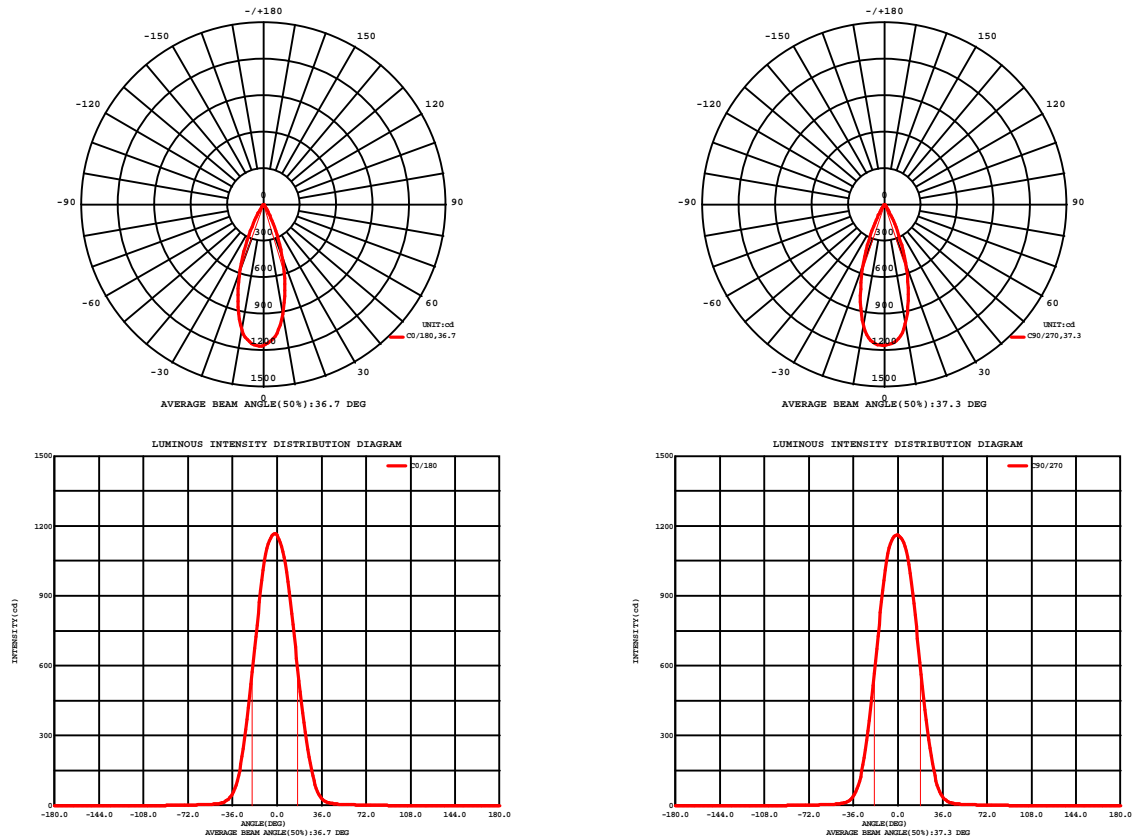 -/+180
-150 150
-120 120
-90 90
-60 60
-30 30
0
0
300
600
900
1200
1500
UNIT:cd
C0/180,36.7
AVERAGE BEAM ANGLE(50%):36.7 DEG
-/+180
-150 150
-120 120
-90 90
-60 60
-30 30
0
0
300
600
900
1200
1500
UNIT:cd
C90/270,37.3
AVERAGE BEAM ANGLE(50%):37.3 DEG
LUMINOUS INTENSITY DISTRIBUTION DIAGRAM
C0/180
INTENSITY(cd)
1500
1200
900
600
300
0
-180.0 -144.0 -108.0 -72.0 -36.0 0.0 36.0 72.0 108.0 144.0 180.0
ANGLE(DEG)
AVERAGE BEAM ANGLE(50%):36.7 DEG
LUMINOUS INTENSITY DISTRIBUTION DIAGRAM
C90/270
INTENSITY(cd)
1500
1200
900
600
300
0
-180.0 -144.0 -108.0 -72.0 -36.0 0.0 36.0 72.0 108.0 144.0 180.0
ANGLE(DEG)
AVERAGE BEAM ANGLE(50%):37.3 DEG